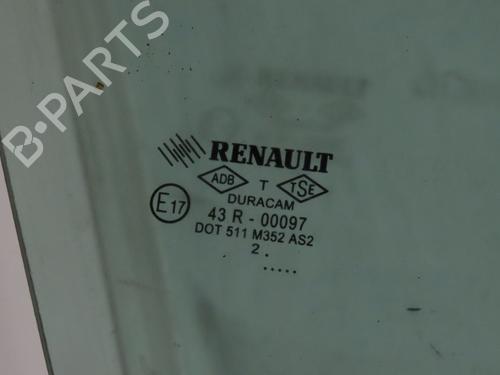 B-PARTS
RENAULT
ADB T TSE
DURACAM
E17
43 R - 00097
DOT 511 M352 AS2
2 .
.....